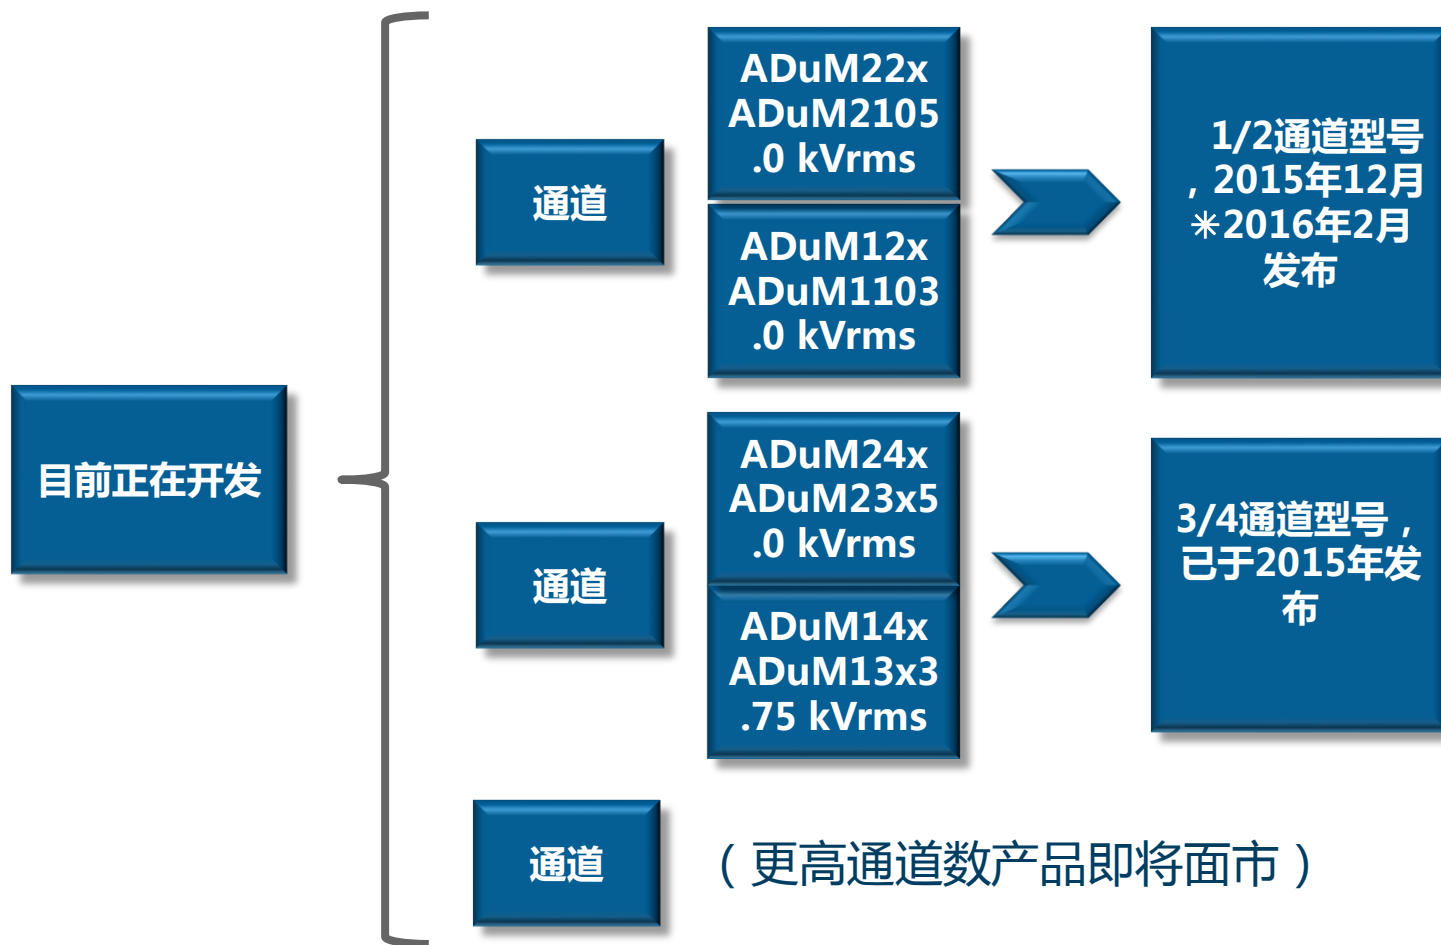 目前正在开发
通道
ADuM22x
ADuM2105
.0 kVrms
ADuM12x
ADuM1103
.0 kVrms
1/2通道型号
，2015年12月
✳2016年2月
发布
通道
ADuM24x
ADuM23x5
.0 kVrms
ADuM14x
ADuM13x3
.75 kVrms
3/4通道型号，
已于2015年发
布
通道
（更高通道数产品即将面市）